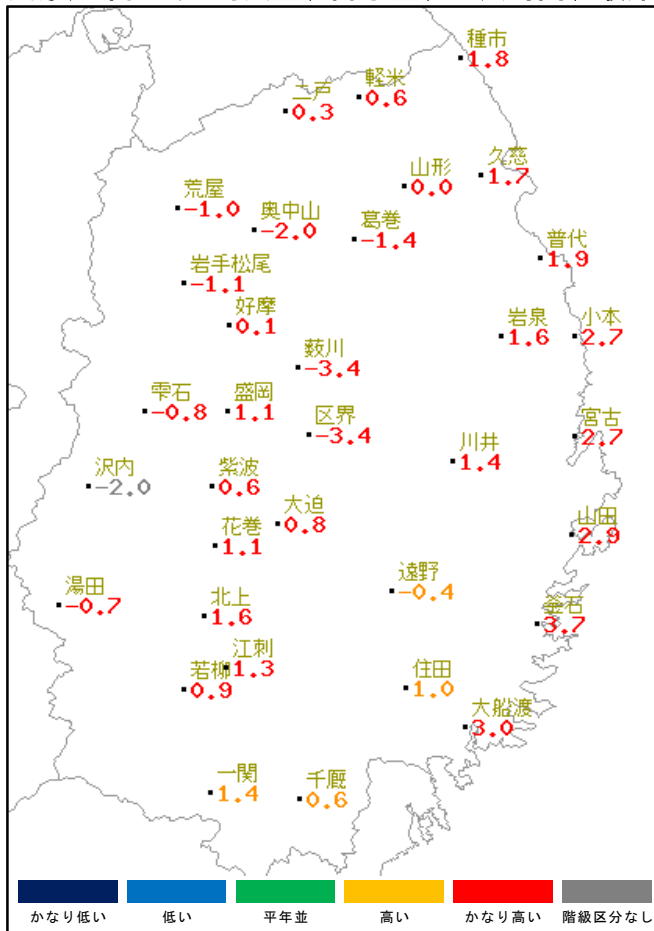 種市
1.8
軽米
0.6
二戸
0.3
久慈
1.7
山形
0.0
荒屋
-1.0
奥中山
-2.0
葛巻
-1.4
普代
1.9
岩手松尾
-1.1
好摩
0.1
岩泉
1.6
小本
2.7
薮川
-3.4
雫石
-0.8
盛岡
1.1
区界
-3.4
宮古
2.7
川井
1.4
沢内
-2.0
紫波
0.6
大迫
0.8
山田
2.9
花巻
1.1
遠野
-0.4
湯田
-0.7
北上
1.6
釜石
3.7
江刺
1.3
若柳
0.9
住田
1.0
大船渡
3.0
一関
1.4
千厩
0.6
かなり低い 低い 平年並 高い かなり高い 階級区分なし